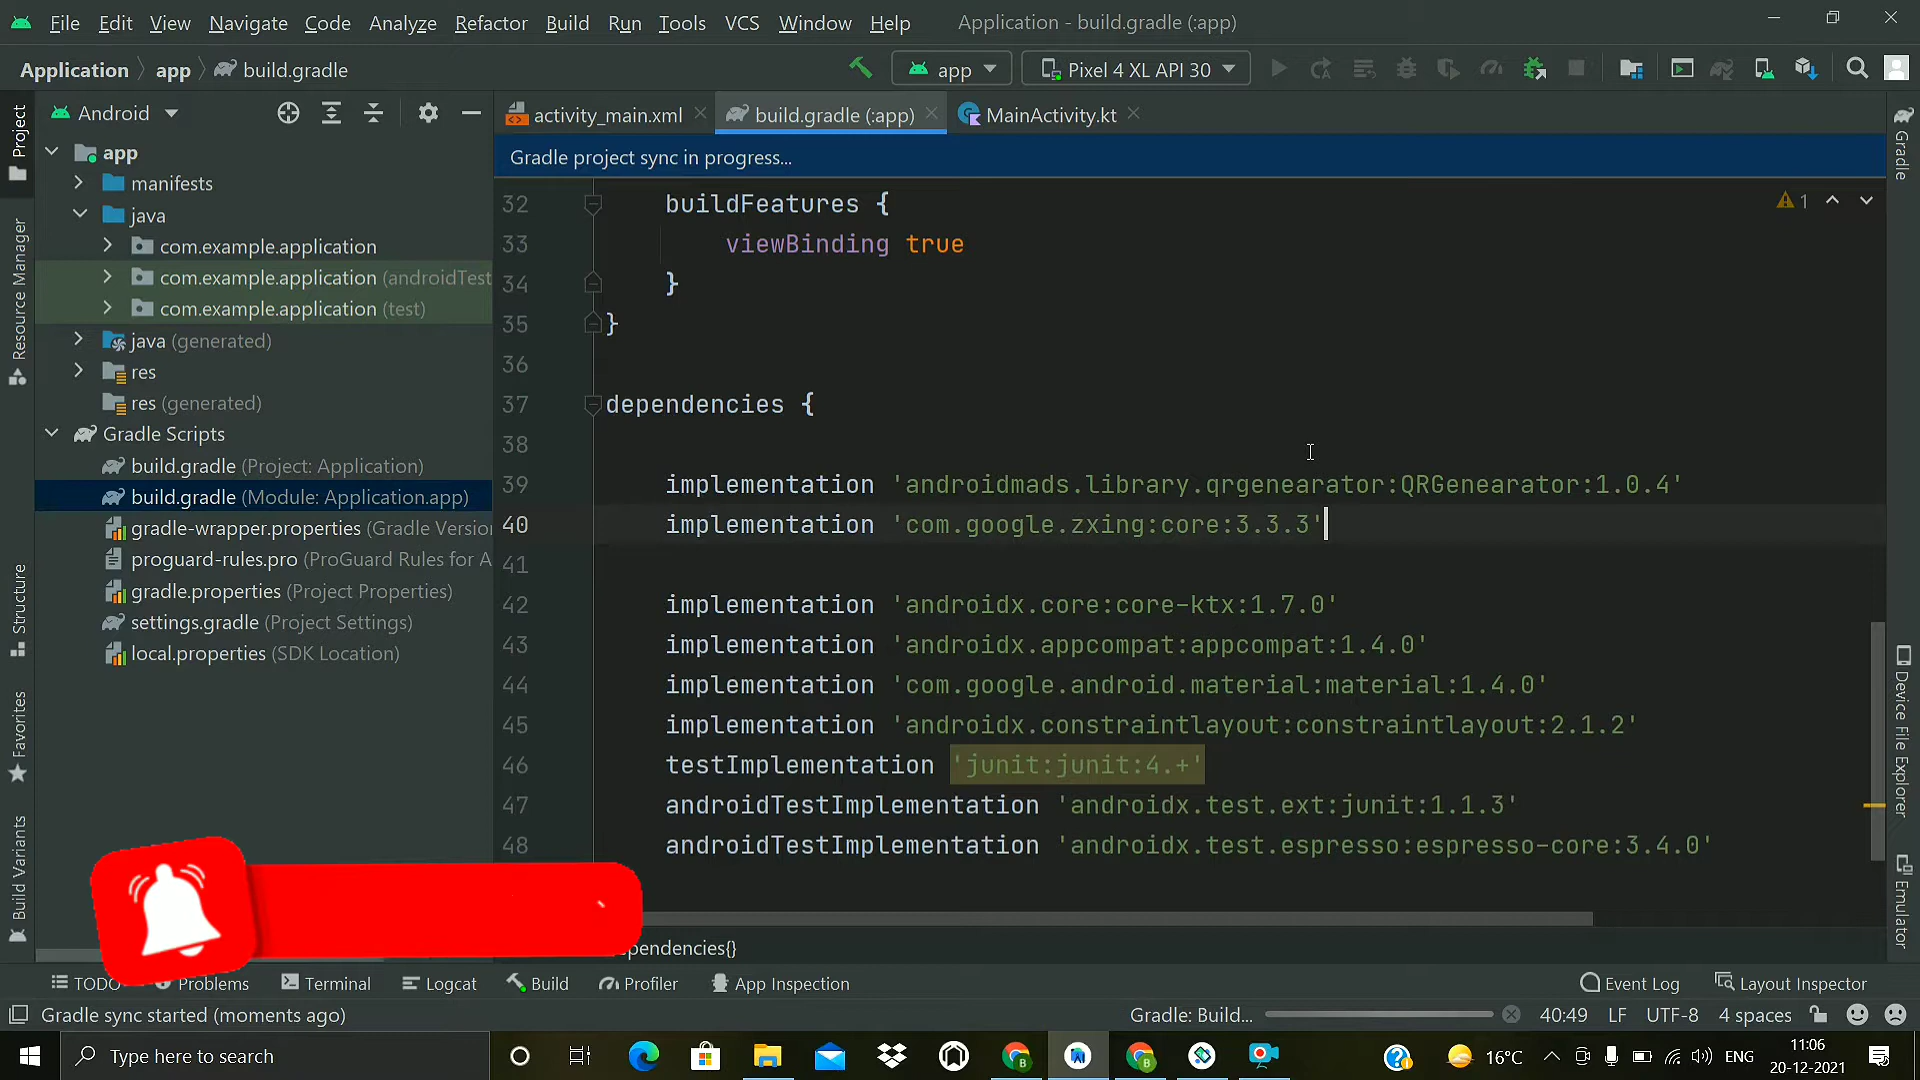 File Edit View Navigate Code Analyze Refactor Build Run Tools VCS Window Help Application - build.gradle (:app)
Application app build.gradle app Pixel 4 XL API 30
Android activity_main.xml build.gradle (:app) MainActivity.kt
Gradle project sync in progress...
Project
Resource Manager
Structure
Favorites
Build Variants
app
manifests
java
com.example.application
com.example.application (androidTest
com.example.application (test)
java (generated)
res
res (generated)
Gradle Scripts
build.gradle (Project: Application)
build.gradle (Module: Application.app)
gradle-wrapper.properties (Gradle Versio
proguard-rules.pro (ProGuard Rules for A
gradle.properties (Project Properties)
settings.gradle (Project Settings)
local.properties (SDK Location)
1
32 buildFeatures {
33 viewBinding true
34 }
35 }
36
37 dependencies {
38
39 implementation 'androidmads.library.qrgenearator:QRGenearator:1.0.4'
40 implementation 'com.google.zxing:core:3.3.3'
41
42 implementation 'androidx.core:core-ktx:1.7.0'
43 implementation 'androidx.appcompat:appcompat:1.4.0'
44 implementation 'com.google.android.material:material:1.4.0'
45 implementation 'androidx.constraintlayout:constraintlayout:2.1.2'
46 testImplementation 'junit:junit:4.+'
47 androidTestImplementation 'androidx.test.ext:junit:1.1.3'
48 androidTestImplementation 'androidx.test.espresso:espresso-core:3.4.0'
pendencies{}
Gradle
Device File Explorer
Emulator
TODO Problems Terminal Logcat Build Profiler App Inspection Event Log Layout Inspector
Gradle sync started (moments ago) Gradle: Build... 40:49 LF UTF-8 4 spaces
Type here to search 16°C ENG 11:06
20-12-2021